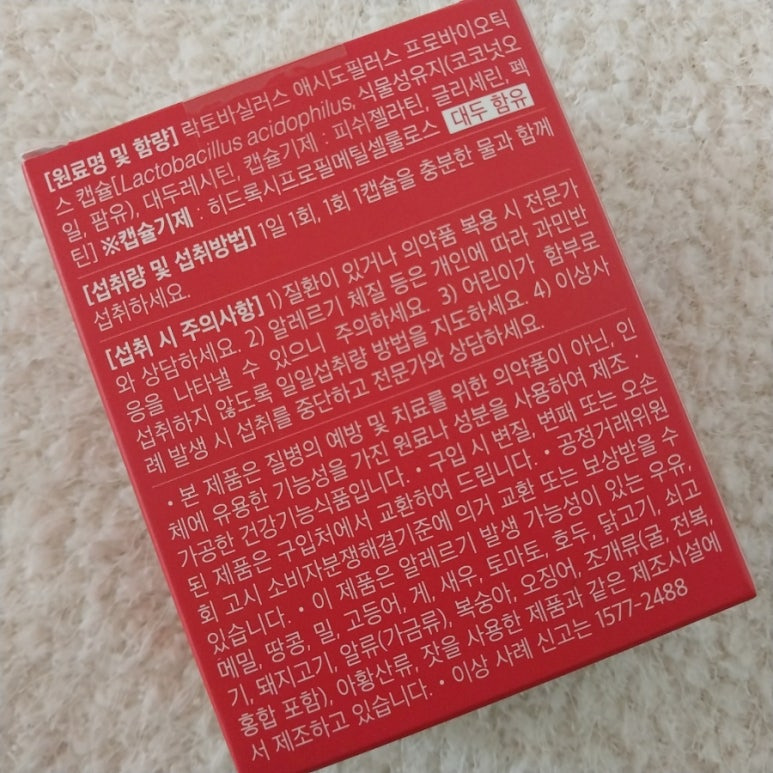 [원료명 및 함량] 락토바실러스 애시도필러스 프로바이오틱
스 캡슐[Lactobacillus acidophilus, 식물성유지(코코넛오
일, 팜유), 대두레시틴, 캡슐기제 : 피쉬젤라틴, 글리세린, 펙
틴] ※캡슐기제 : 히드록시프로필메틸셀룰로스 대두 함유
[섭취량 및 섭취방법] 1일 1회, 1회 1캡슐을 충분한 물과 함께
섭취하세요.
[섭취 시 주의사항] 1) 질환이 있거나 의약품 복용 시 전문가
와 상담하세요. 2) 알레르기 체질 등은 개인에 따라 과민반
응을 나타낼 수 있으니 주의하세요. 3) 어린이가 함부로
섭취하지 않도록 일일섭취량 방법을 지도하세요. 4) 이상사
례 발생 시 섭취를 중단하고 전문가와 상담하세요.
• 본 제품은 질병의 예방 및 치료를 위한 의약품이 아닌, 인
체에 유용한 기능성을 가진 원료나 성분을 사용하여 제조·
가공한 건강기능식품입니다. • 구입 시 변질, 변패 또는 오손
된 제품은 구입처에서 교환하여 드립니다. • 공정거래위원
회 고시 소비자분쟁해결기준에 의거 교환 또는 보상받을 수
있습니다. • 이 제품은 알레르기 발생 가능성이 있는 우유,
메밀, 땅콩, 밀, 고등어, 게, 새우, 토마토, 호두, 닭고기, 쇠고
기, 돼지고기, 알류(가금류), 복숭아, 오징어, 조개류(굴, 전복,
홍합 포함), 아황산류, 잣을 사용한 제품과 같은 제조시설에
서 제조하고 있습니다. • 이상 사례 신고는 1577-2488